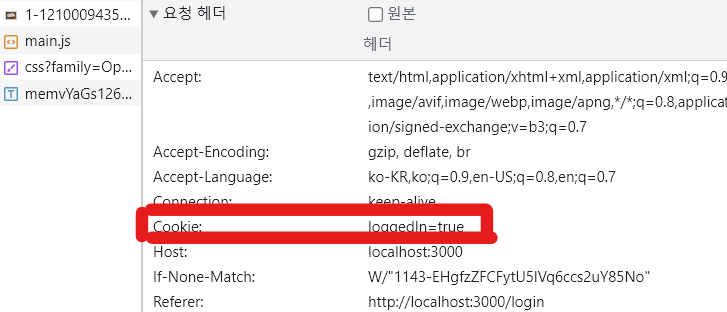 1-1210009435...
main.js
css?family=Op...
memvYaGs126...
▼ 요청 헤더 원본
헤더
Accept: text/html,application/xhtml+xml,application/xml;q=0.9
,image/avif,image/webp,image/apng,*/*;q=0.8,applicat
ion/signed-exchange;v=b3;q=0.7
Accept-Encoding: gzip, deflate, br
Accept-Language: ko-KR,ko;q=0.9,en-US;q=0.8,en;q=0.7
Connection: keep-alive
Cookie: loggedIn=true
Host: localhost:3000
If-None-Match: W/"1143-EHgfzZFCFytU5IVq6ccs2uY85No"
Referer: http://localhost:3000/login